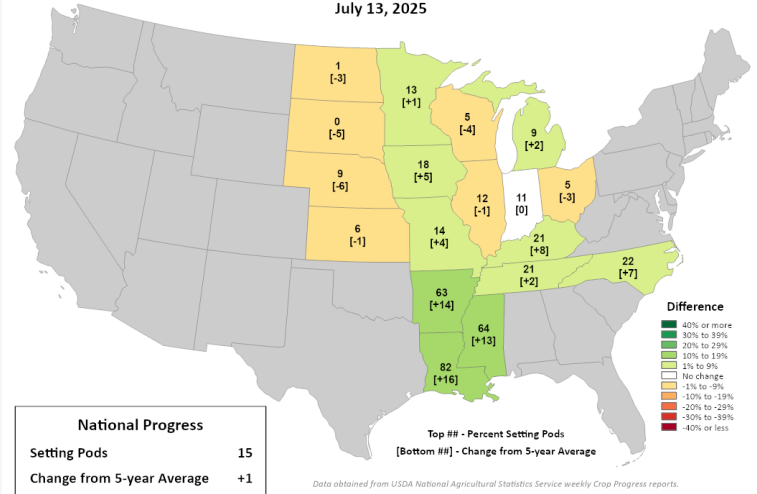 July 13, 2025
1
[-3]
13
[+1]
0
[-5]
5
[-4]
9
[+2]
9
[-6]
18
[+5]
12
[-1]
11
[0]
5
[-3]
6
[-1]
14
[+4]
21
[+8]
21
[+2]
22
[+7]
63
[+14]
64
[+13]
82
[+16]
Difference
40% or more
30% to 39%
20% to 29%
10% to 19%
1% to 9%
No change
-1% to -9%
-10% to -19%
-20% to -29%
-30% to -39%
-40% or less
National Progress
Setting Pods 15
Change from 5-year Average +1
Top ## - Percent Setting Pods
[Bottom ##] - Change from 5-year Average
Data obtained from USDA National Agricultural Statistics Service weekly Crop Progress reports.